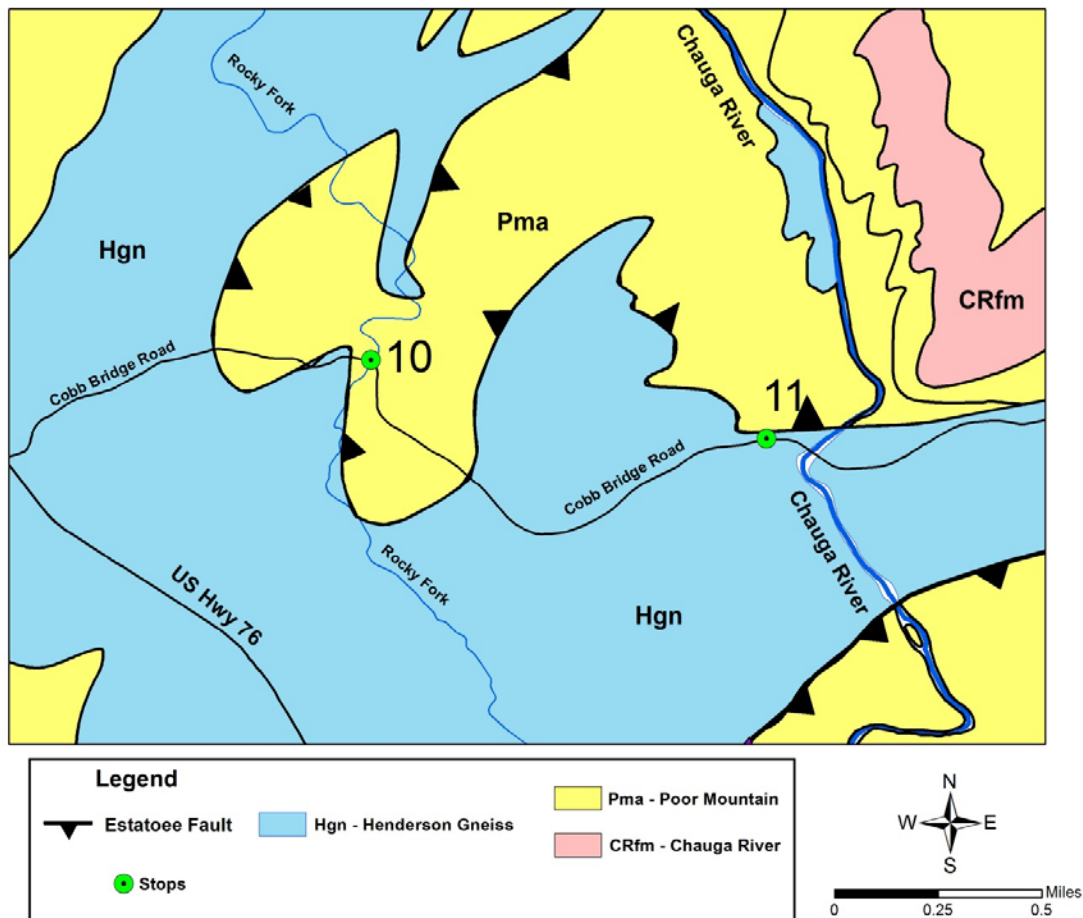 Rocky Fork
Chauga River
Chauga River
Hgn
Pma
CRfm
Cobb Bridge Road
10
11
Cobb Bridge Road
Chauga River
Rocky Fork
US Hwy 76
Hgn
Legend
Estatoee Fault
Hgn - Henderson Gneiss
Pma - Poor Mountain
CRfm - Chauga River
Stops
N
W E
S
Miles
0 0.25 0.5